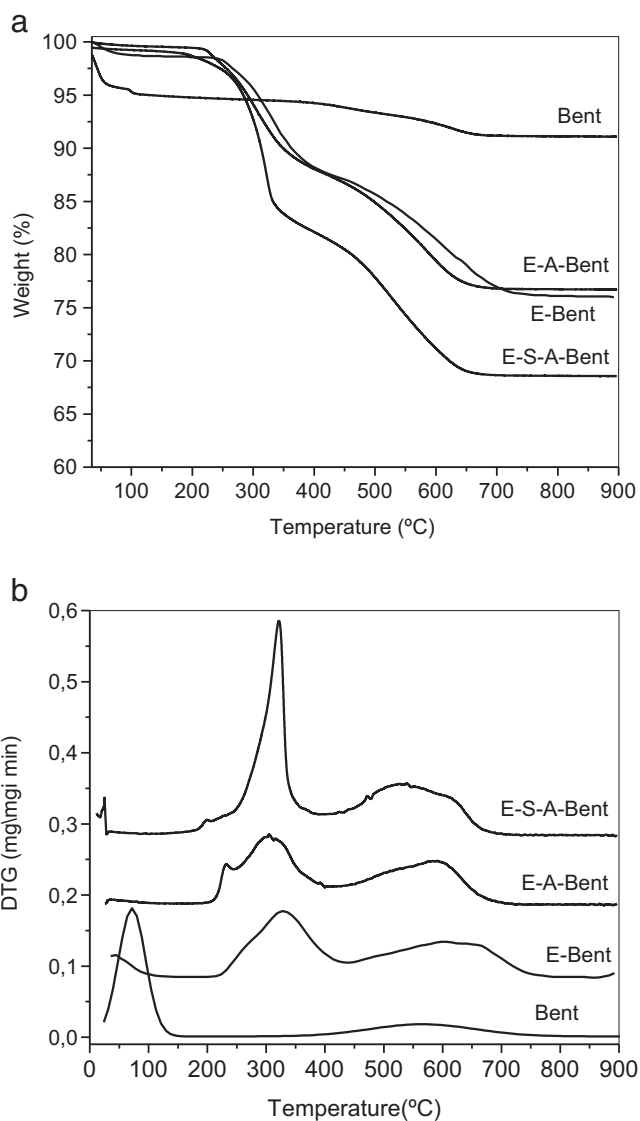 a
100
95
90
85
80
75
70
65
60
Weight (%)
Bent
E-A-Bent
E-Bent
E-S-A-Bent
100 200 300 400 500 600 700 800 900
Temperature (ºC)
b
0,6
0,5
0,4
0,3
0,2
0,1
0,0
DTG (mg\mgi min)
E-S-A-Bent
E-A-Bent
E-Bent
Bent
0 100 200 300 400 500 600 700 800 900
Temperature(ºC)